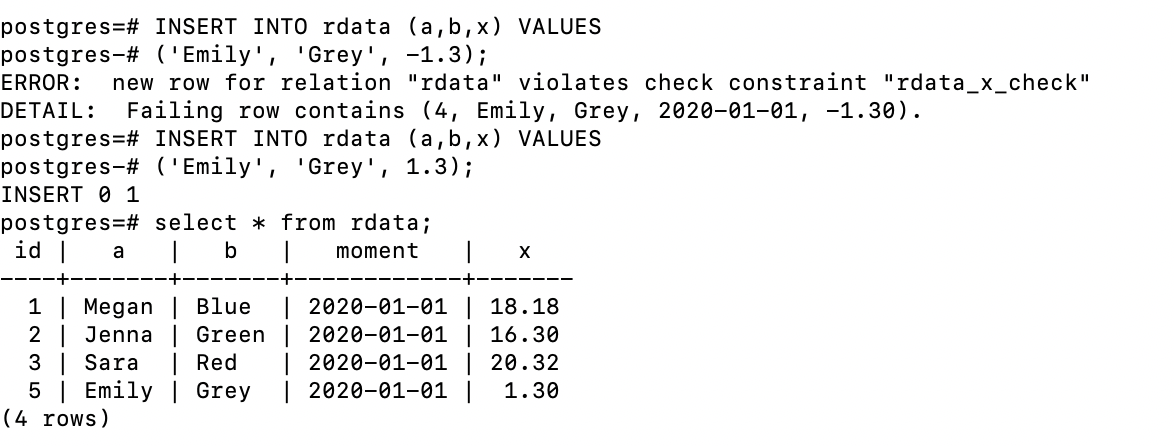 postgres=# INSERT INTO rdata (a,b,x) VALUES
postgres-# ('Emily', 'Grey', -1.3);
ERROR:  new row for relation "rdata" violates check constraint "rdata_x_check"
DETAIL:  Failing row contains (4, Emily, Grey, 2020-01-01, -1.30).
postgres=# INSERT INTO rdata (a,b,x) VALUES
postgres-# ('Emily', 'Grey', 1.3);
INSERT 0 1
postgres=# select * from rdata;
 id |   a   |   b   |   moment   |   x
----+-------+-------+------------+-------
  1 | Megan | Blue  | 2020-01-01 | 18.18
  2 | Jenna | Green | 2020-01-01 | 16.30
  3 | Sara  | Red   | 2020-01-01 | 20.32
  5 | Emily | Grey  | 2020-01-01 |  1.30
(4 rows)